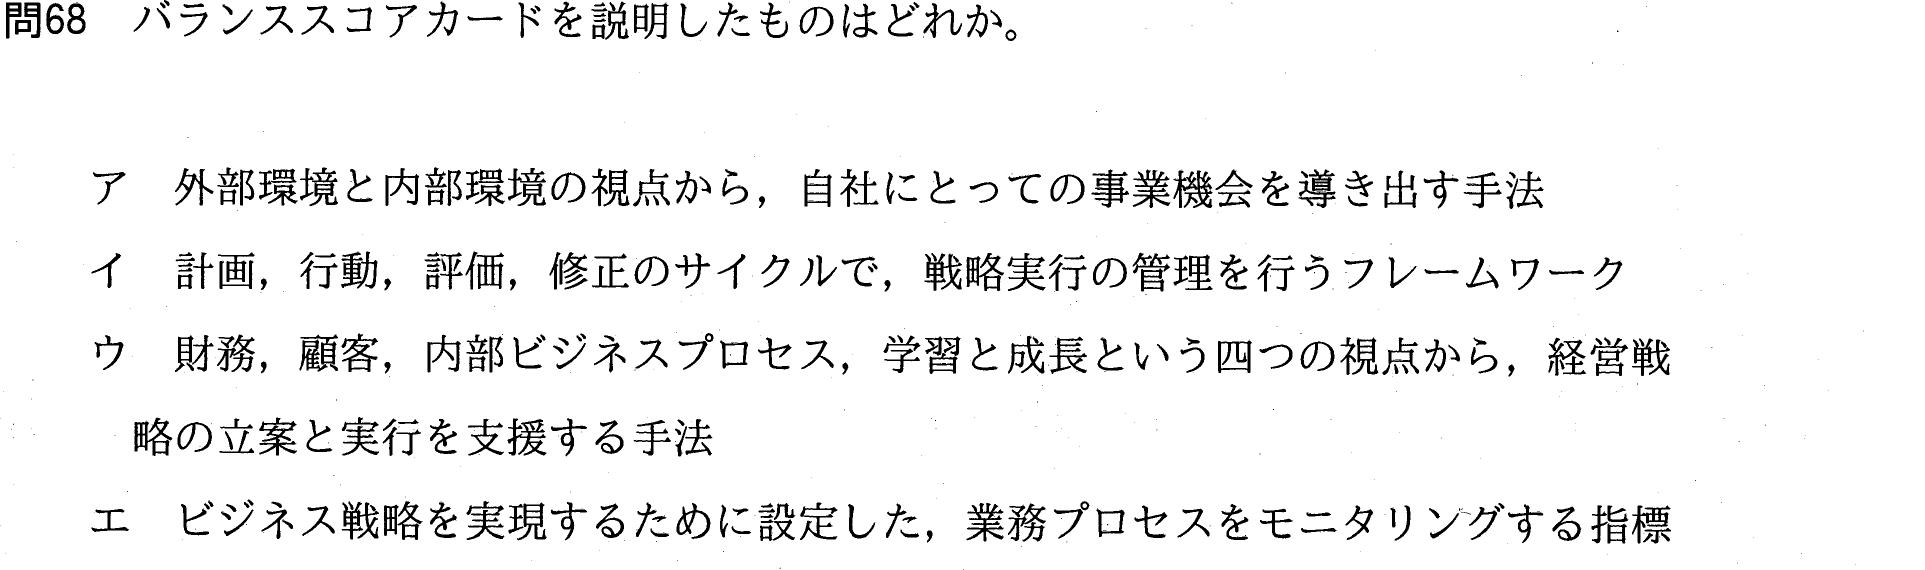 問68　バランススコアカードを説明したものはどれか。
ア　外部環境と内部環境の視点から，自社にとっての事業機会を導き出す手法
イ　計画，行動，評価，修正のサイクルで，戦略実行の管理を行うフレームワーク
ウ　財務，顧客，内部ビジネスプロセス，学習と成長という四つの視点から，経営戦
略の立案と実行を支援する手法
エ　ビジネス戦略を実現するために設定した，業務プロセスをモニタリングする指標